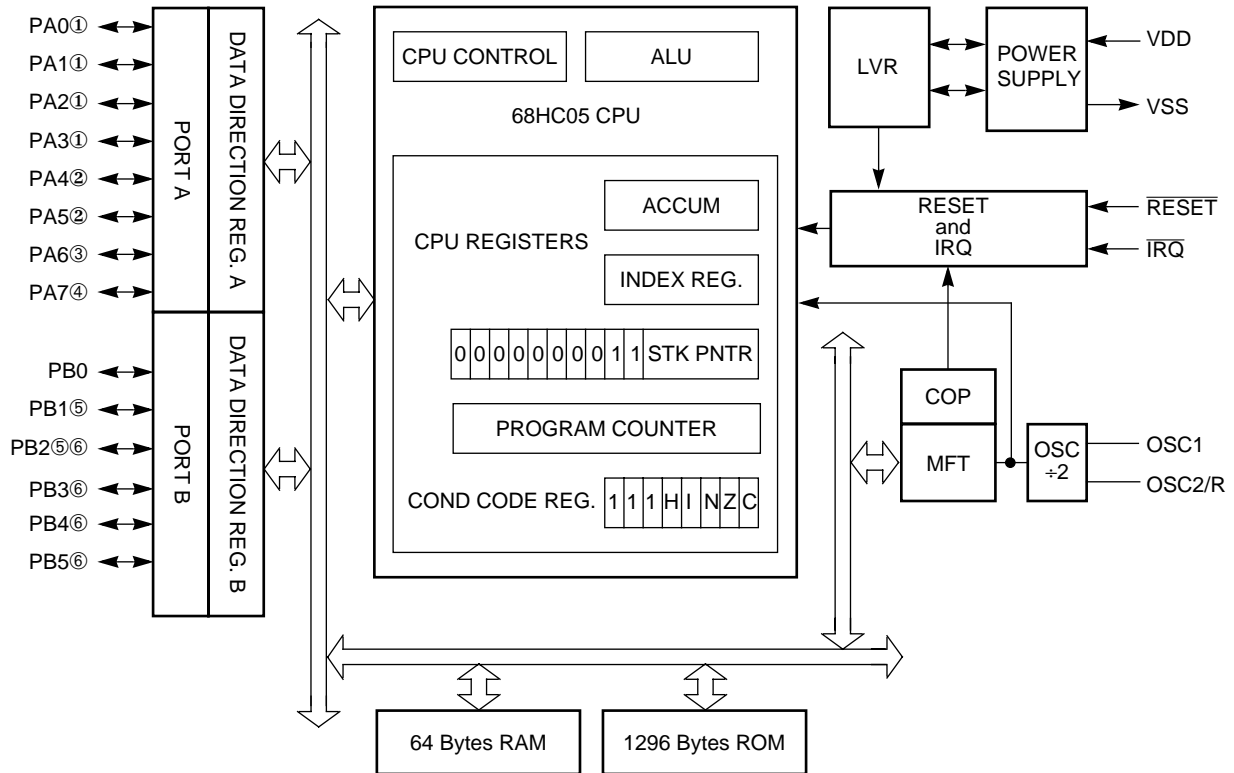 PA0①
PA1①
PA2①
PA3①
PA4②
PA5②
PA6③
PA7④
PORT A
DATA DIRECTION REG. A
PB0
PB1⑤
PB2⑤⑥
PB3⑥
PB4⑥
PB5⑥
PORT B
DATA DIRECTION REG. B
CPU CONTROL
ALU
68HC05 CPU
CPU REGISTERS
ACCUM
INDEX REG.
0 0 0 0 0 0 0 0 1 1 STK PNTR
PROGRAM COUNTER
COND CODE REG.
1 1 1 H I N Z C
LVR
POWER
SUPPLY
VDD
VSS
RESET
and
IRQ
RESET
IRQ
COP
MFT
OSC
÷2
OSC1
OSC2/R
64 Bytes RAM
1296 Bytes ROM